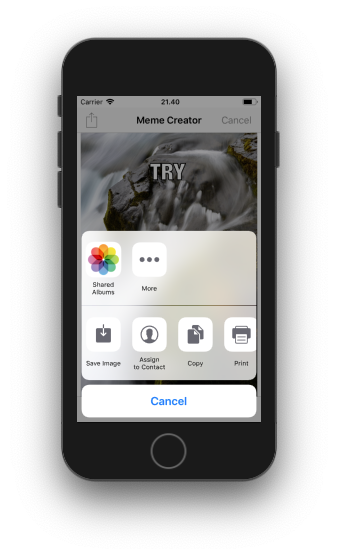 Carrier 21.40
Meme Creator Cancel
TRY
Shared
Albums
More
Save Image
Assign
to Contact
Copy
Print
Cancel